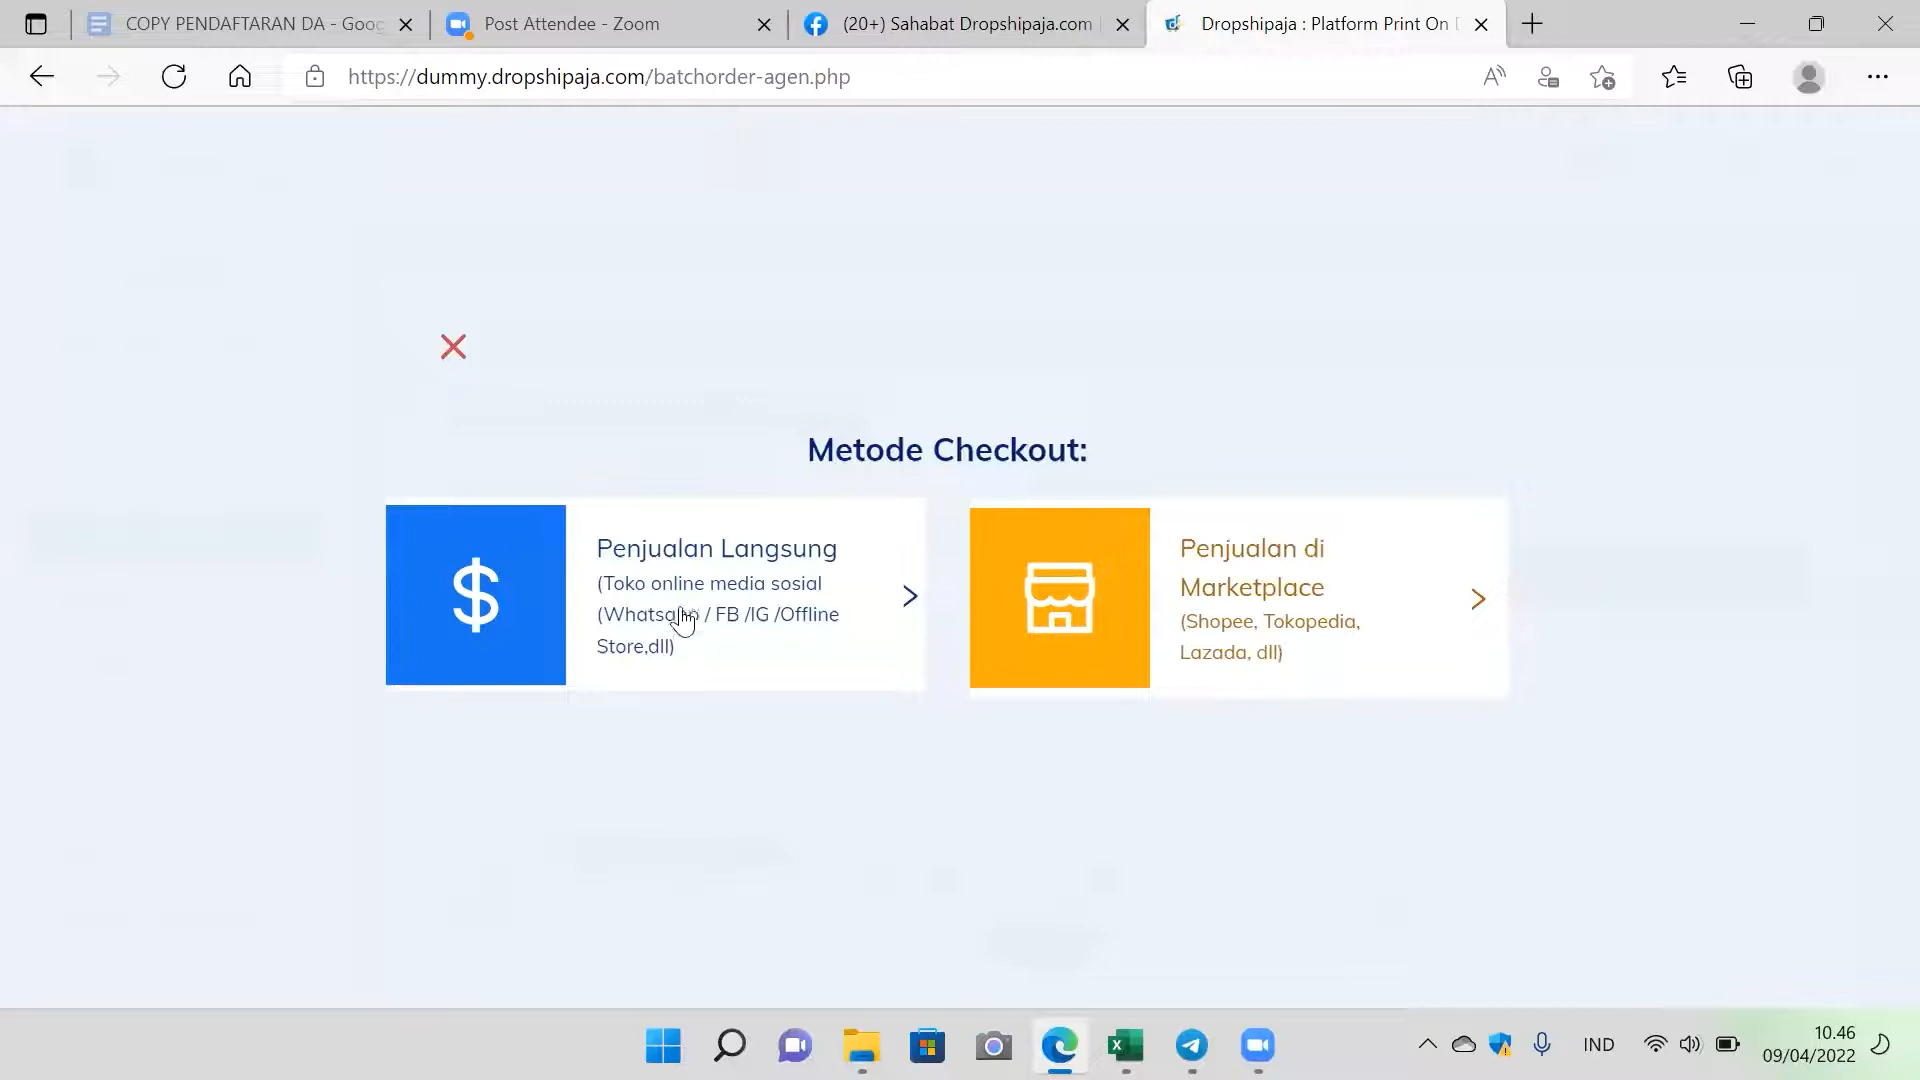 COPY PENDAFTARAN DA - Goog
Post Attendee - Zoom
(20+) Sahabat Dropshipaja.com
Dropshipaja : Platform Print On D
https://dummy.dropshipaja.com/batchorder-agen.php
Metode Checkout:
Penjualan Langsung
(Toko online media sosial
(Whatsapp / FB /IG /Offline
Store,dll)
Penjualan di
Marketplace
(Shopee, Tokopedia,
Lazada, dll)
IND
10.46
09/04/2022